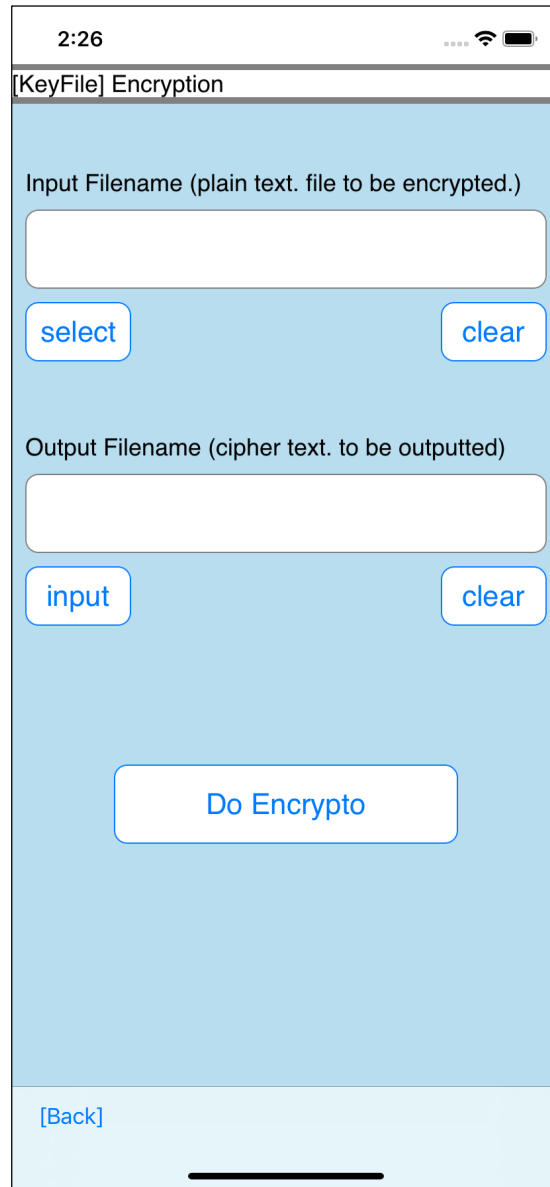 2:26
[KeyFile] Encryption
Input Filename (plain text. file to be encrypted.)
select
clear
Output Filename (cipher text. to be outputted)
input
clear
Do Encrypto
[Back]